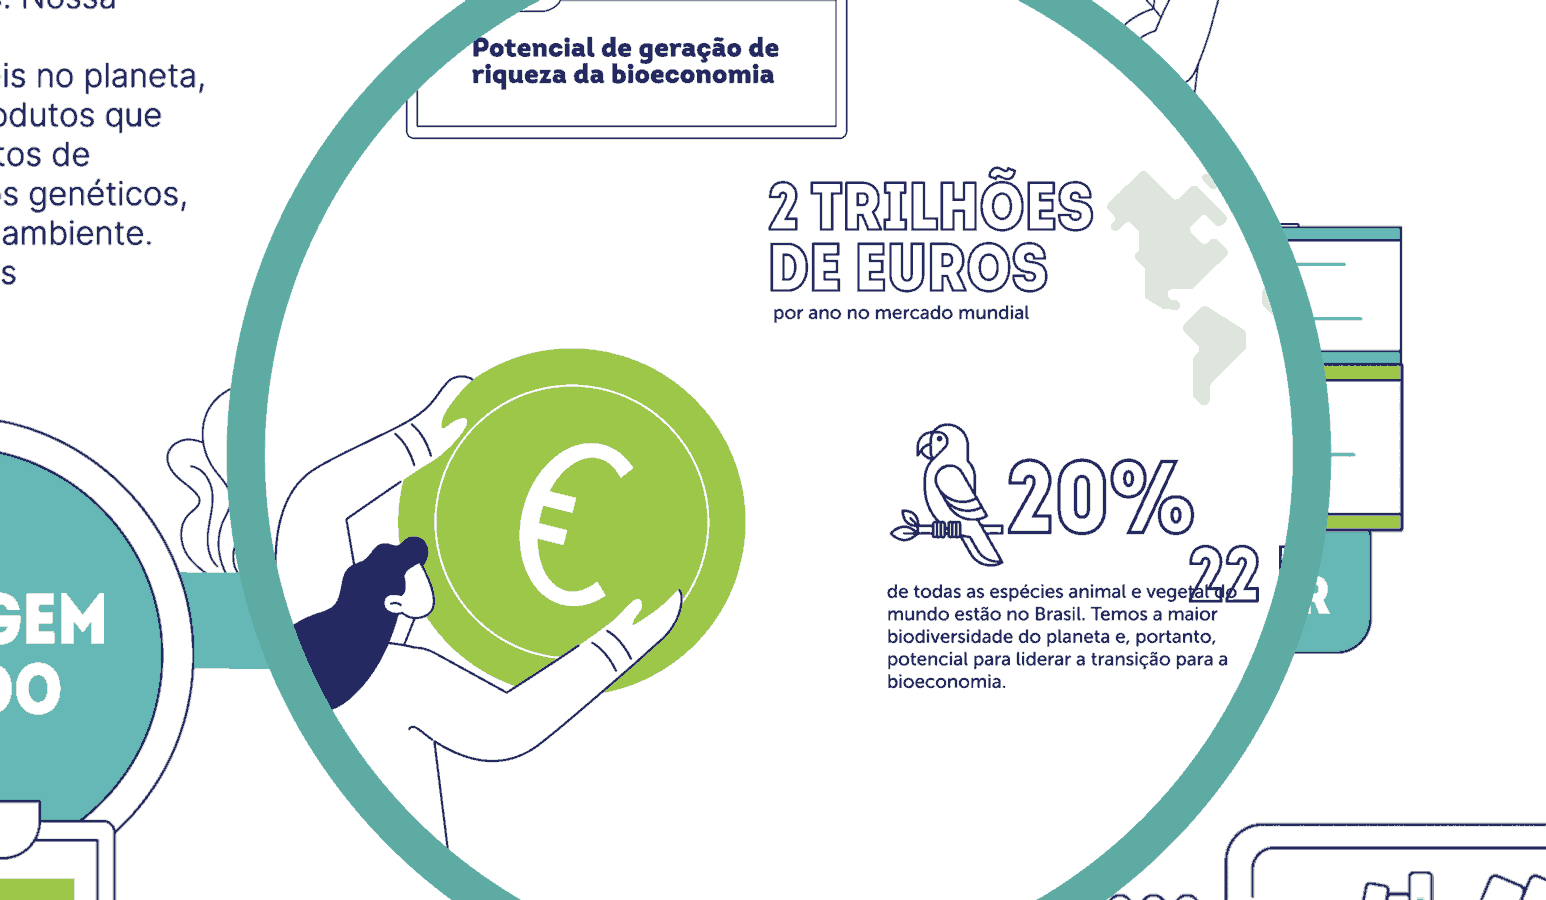 Nossa
is no planeta,
odutos que
tos de
s genéticos,
ambiente.
s
Potencial de geração de
riqueza da bioeconomia
2 TRILHÕES
DE EUROS
por ano no mercado mundial
€
20%
22
de todas as espécies animal e vegetal do
mundo estão no Brasil. Temos a maior
biodiversidade do planeta e, portanto,
potencial para liderar a transição para a
bioeconomia.
GEM
DO
R